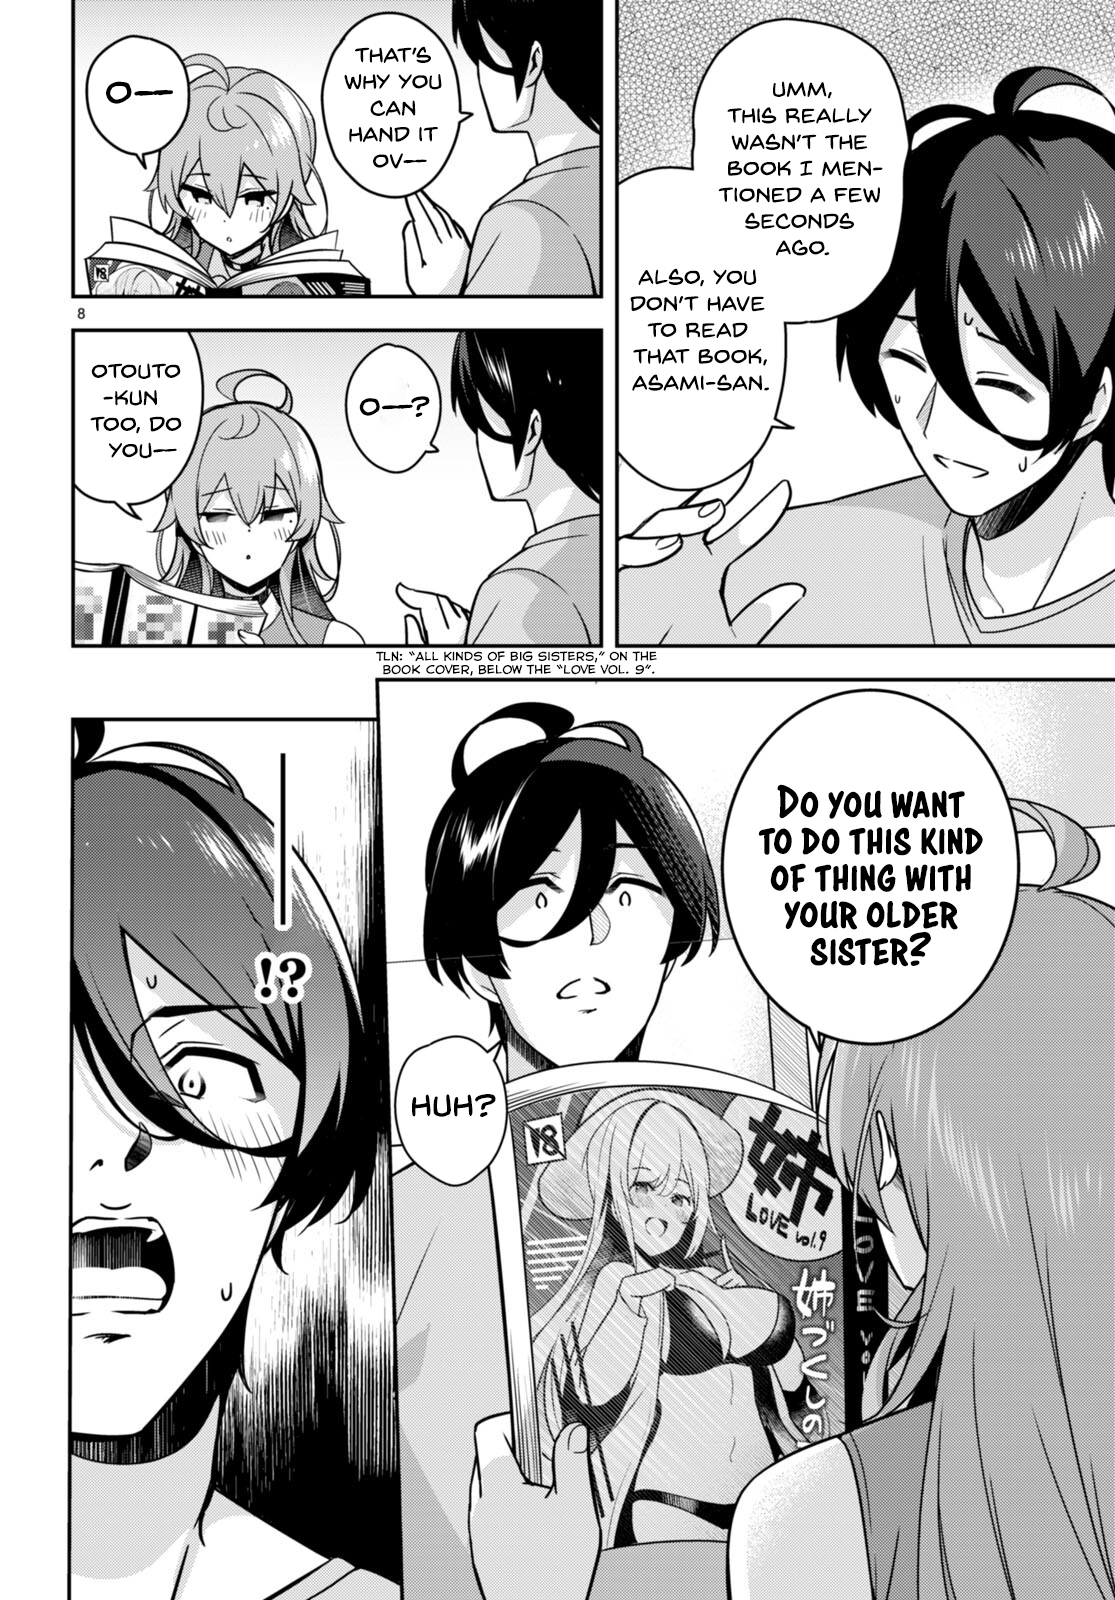 UMM,
THIS REALLY
WASN'T THE
BOOK I MEN-
TIONED A FEW
SECONDS
AGO.
ALSO, YOU
DON'T HAVE
TO READ
THAT BOOK,
ASAMI-SAN.
THAT'S
WHY YOU
CAN
HAND IT
OV--
O--
18
姉
8
O--?
OTOUTO
-KUN
TOO, DO
YOU--
TLN: "ALL KINDS OF BIG SISTERS," ON THE
BOOK COVER, BELOW THE "LOVE VOL. 9".
DO YOU WANT
TO DO THIS KIND
OF THING WITH
YOUR OLDER
SISTER?
HUH?
18
姉
LOVE vol.9
姉づくしの
LOVE vo
!?